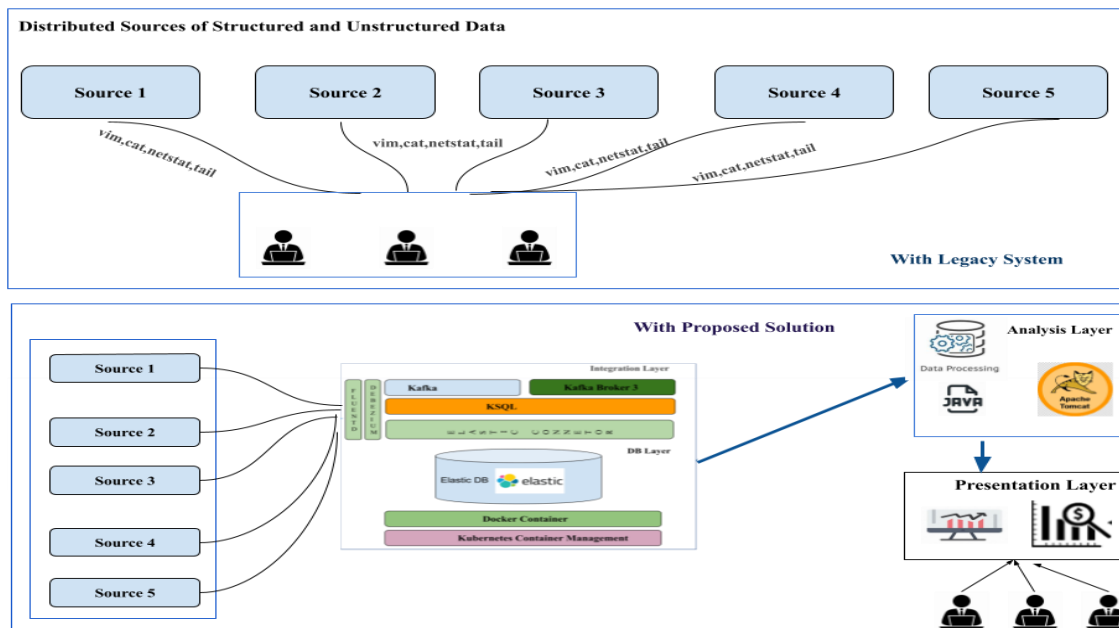 Distributed Sources of Structured and Unstructured Data
Source 1
Source 2
Source 3
Source 4
Source 5
vim,cat,netstat,tail
vim,cat,netstat,tail
vim,cat,netstat,tail
vim,cat,netstat,tail
With Legacy System
With Proposed Solution
Source 1
Source 2
Source 3
Source 4
Source 5
Integration Layer
FLUENTD
DEBEZIUM
Kafka
Kafka Broker 3
KSQL
ELASTIC CONNETOR
DB Layer
Elastic DB
elastic
Docker Container
Kubernetes Container Management
Analysis Layer
Data Processing
JAVA
Apache
Tomcat
Presentation Layer